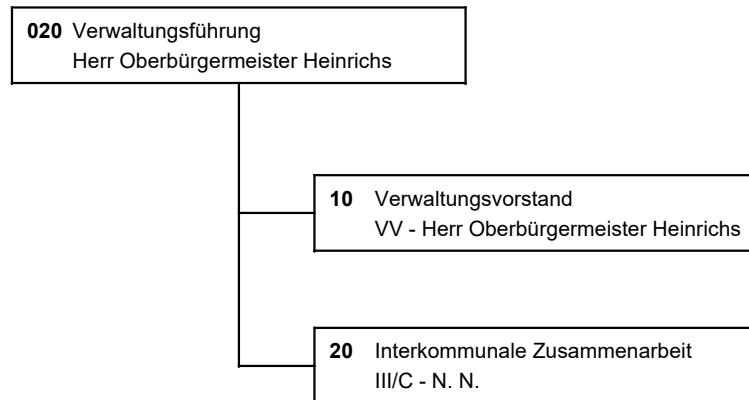 020 Verwaltungsführung
Herr Oberbürgermeister Heinrichs
10 Verwaltungsvorstand
VV - Herr Oberbürgermeister Heinrichs
20 Interkommunale Zusammenarbeit
III/C - N. N.